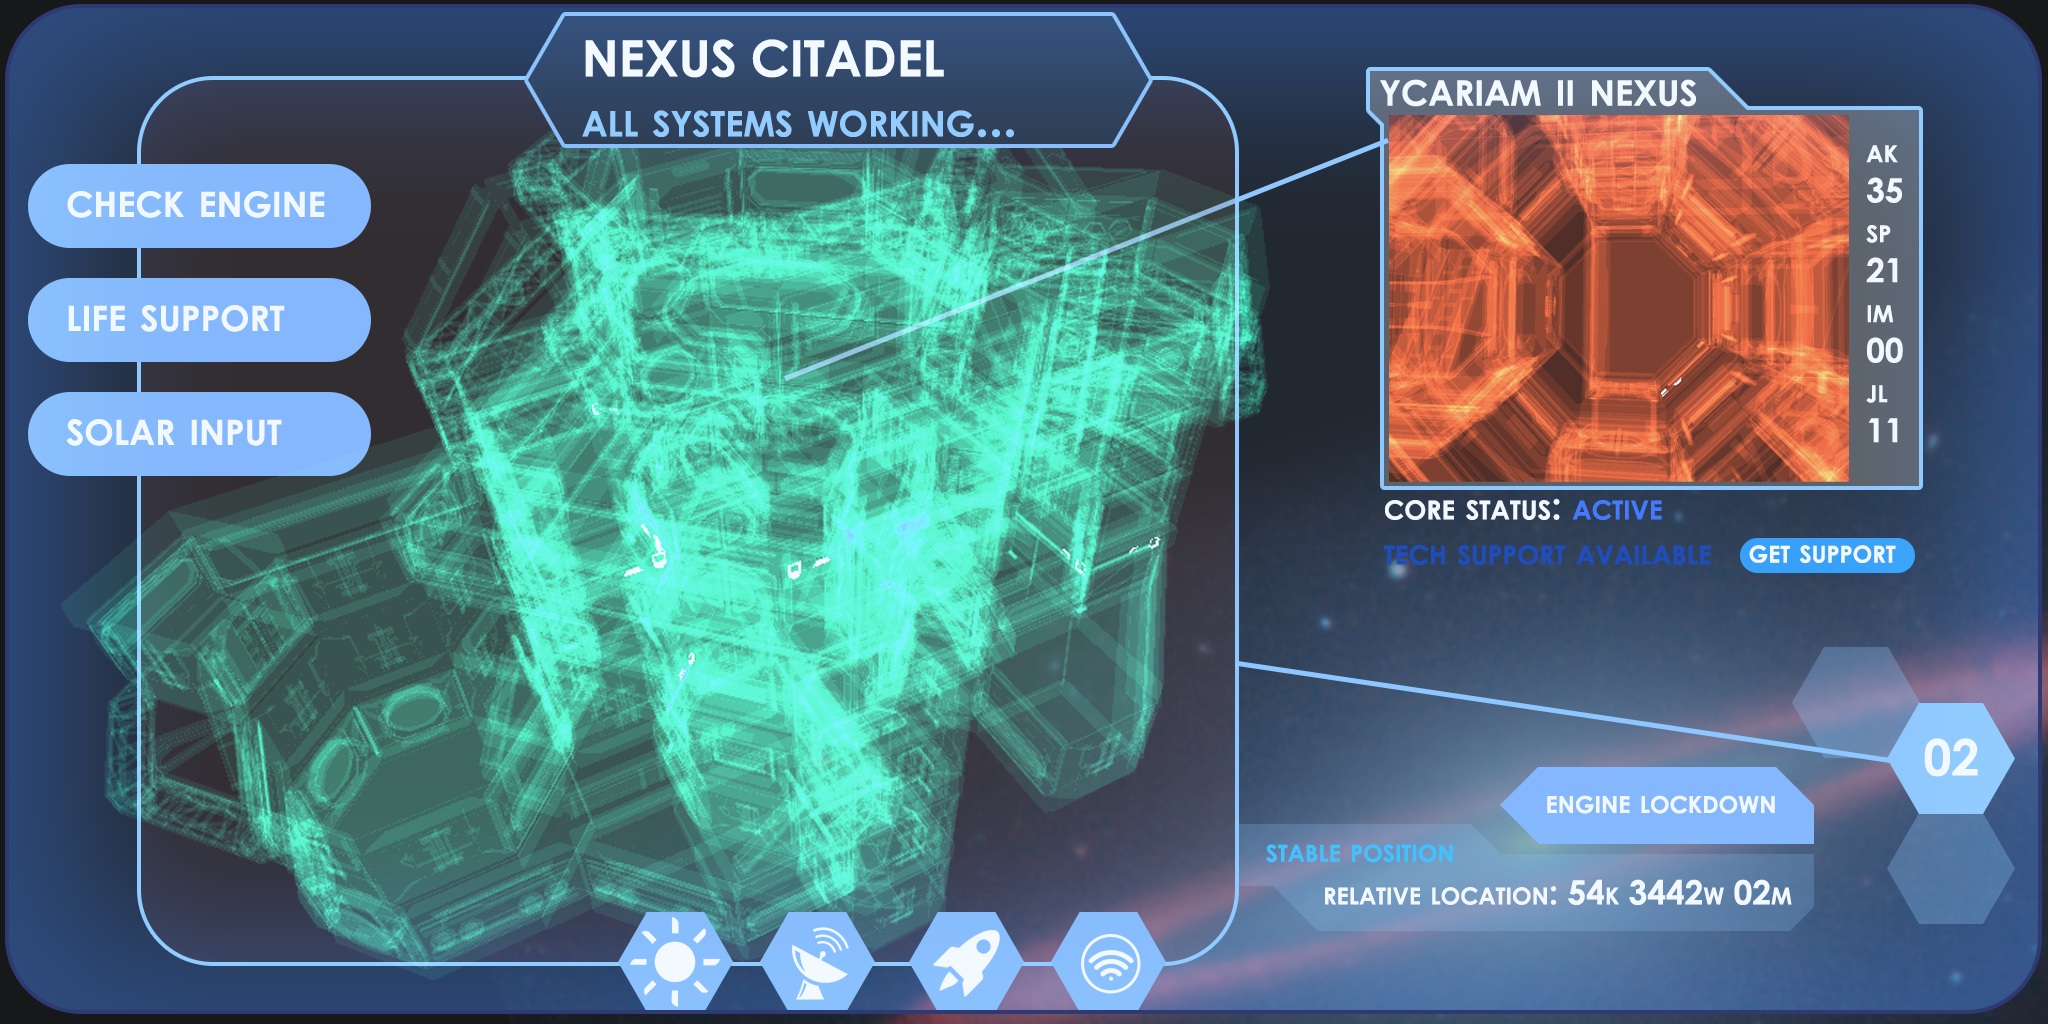 NEXUS CITADEL
ALL SYSTEMS WORKING...
CHECK ENGINE
LIFE SUPPORT
SOLAR INPUT
YCARIAM II NEXUS
AK
35
SP
21
IM
00
JL
11
CORE STATUS: ACTIVE
TECH SUPPORT AVAILABLE GET SUPPORT
02
ENGINE LOCKDOWN
STABLE POSITION
RELATIVE LOCATION: 54K 3442W 02M